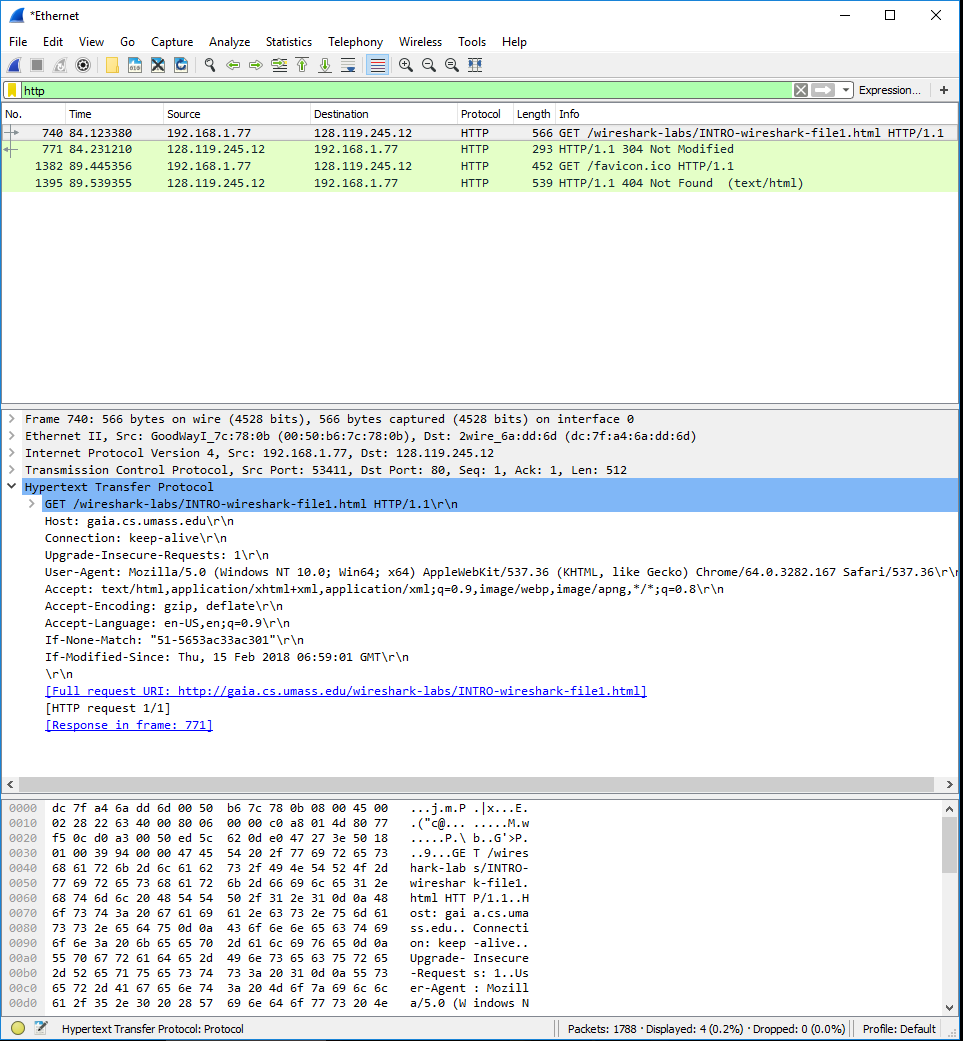 *Ethernet
File Edit View Go Capture Analyze Statistics Telephony Wireless Tools Help
http Expression... +
No. Time Source Destination Protocol Length Info
740 84.123380 192.168.1.77 128.119.245.12 HTTP 566 GET /wireshark-labs/INTRO-wireshark-file1.html HTTP/1.1
771 84.231210 128.119.245.12 192.168.1.77 HTTP 293 HTTP/1.1 304 Not Modified
1382 89.445356 192.168.1.77 128.119.245.12 HTTP 452 GET /favicon.ico HTTP/1.1
1395 89.539355 128.119.245.12 192.168.1.77 HTTP 539 HTTP/1.1 404 Not Found (text/html)
Frame 740: 566 bytes on wire (4528 bits), 566 bytes captured (4528 bits) on interface 0
Ethernet II, Src: GoodWayI_7c:78:0b (00:50:b6:7c:78:0b), Dst: 2wire_6a:dd:6d (dc:7f:a4:6a:dd:6d)
Internet Protocol Version 4, Src: 192.168.1.77, Dst: 128.119.245.12
Transmission Control Protocol, Src Port: 53411, Dst Port: 80, Seq: 1, Ack: 1, Len: 512
Hypertext Transfer Protocol
GET /wireshark-labs/INTRO-wireshark-file1.html HTTP/1.1\r\n
Host: gaia.cs.umass.edu\r\n
Connection: keep-alive\r\n
Upgrade-Insecure-Requests: 1\r\n
User-Agent: Mozilla/5.0 (Windows NT 10.0; Win64; x64) AppleWebKit/537.36 (KHTML, like Gecko) Chrome/64.0.3282.167 Safari/537.36\r\n
Accept: text/html,application/xhtml+xml,application/xml;q=0.9,image/webp,image/apng,*/*;q=0.8\r\n
Accept-Encoding: gzip, deflate\r\n
Accept-Language: en-US,en;q=0.9\r\n
If-None-Match: "51-5653ac33ac301"\r\n
If-Modified-Since: Thu, 15 Feb 2018 06:59:01 GMT\r\n
\r\n
[Full request URI: http://gaia.cs.umass.edu/wireshark-labs/INTRO-wireshark-file1.html]
[HTTP request 1/1]
[Response in frame: 771]
0000 dc 7f a4 6a dd 6d 00 50 b6 7c 78 0b 08 00 45 00 ...j.m.P .|x...E.
0010 02 28 22 63 40 00 80 06 00 00 c0 a8 01 4d 80 77 .("c@... .....M.w
0020 f5 0c d0 a3 00 50 ed 5c 62 0d e0 47 27 3e 50 18 .....P.\ b..G'>P.
0030 01 00 39 94 00 00 47 45 54 20 2f 77 69 72 65 73 ..9...GE T /wires
0040 68 61 72 6b 2d 6c 61 62 73 2f 49 4e 54 52 4f 2d hark-lab s/INTRO-
0050 77 69 72 65 73 68 61 72 6b 2d 66 69 6c 65 31 2e wireshar k-file1.
0060 68 74 6d 6c 20 48 54 54 50 2f 31 2e 31 0d 0a 48 html HTT P/1.1..H
0070 6f 73 74 3a 20 67 61 69 61 2e 63 73 2e 75 6d 61 ost: gai a.cs.uma
0080 73 73 2e 65 64 75 0d 0a 43 6f 6e 6e 65 63 74 69 ss.edu.. Connecti
0090 6f 6e 3a 20 6b 65 65 70 2d 61 6c 69 76 65 0d 0a on: keep -alive..
00a0 55 70 67 72 61 64 65 2d 49 6e 73 65 63 75 72 65 Upgrade- Insecure
00b0 2d 52 65 71 75 65 73 74 73 3a 20 31 0d 0a 55 73 -Request s: 1..Us
00c0 65 72 2d 41 67 65 6e 74 3a 20 4d 6f 7a 69 6c 6c er-Agent : Mozill
00d0 61 2f 35 2e 30 20 28 57 69 6e 64 6f 77 73 20 4e a/5.0 (W indows N
Hypertext Transfer Protocol: Protocol Packets: 1788 · Displayed: 4 (0.2%) · Dropped: 0 (0.0%) Profile: Default